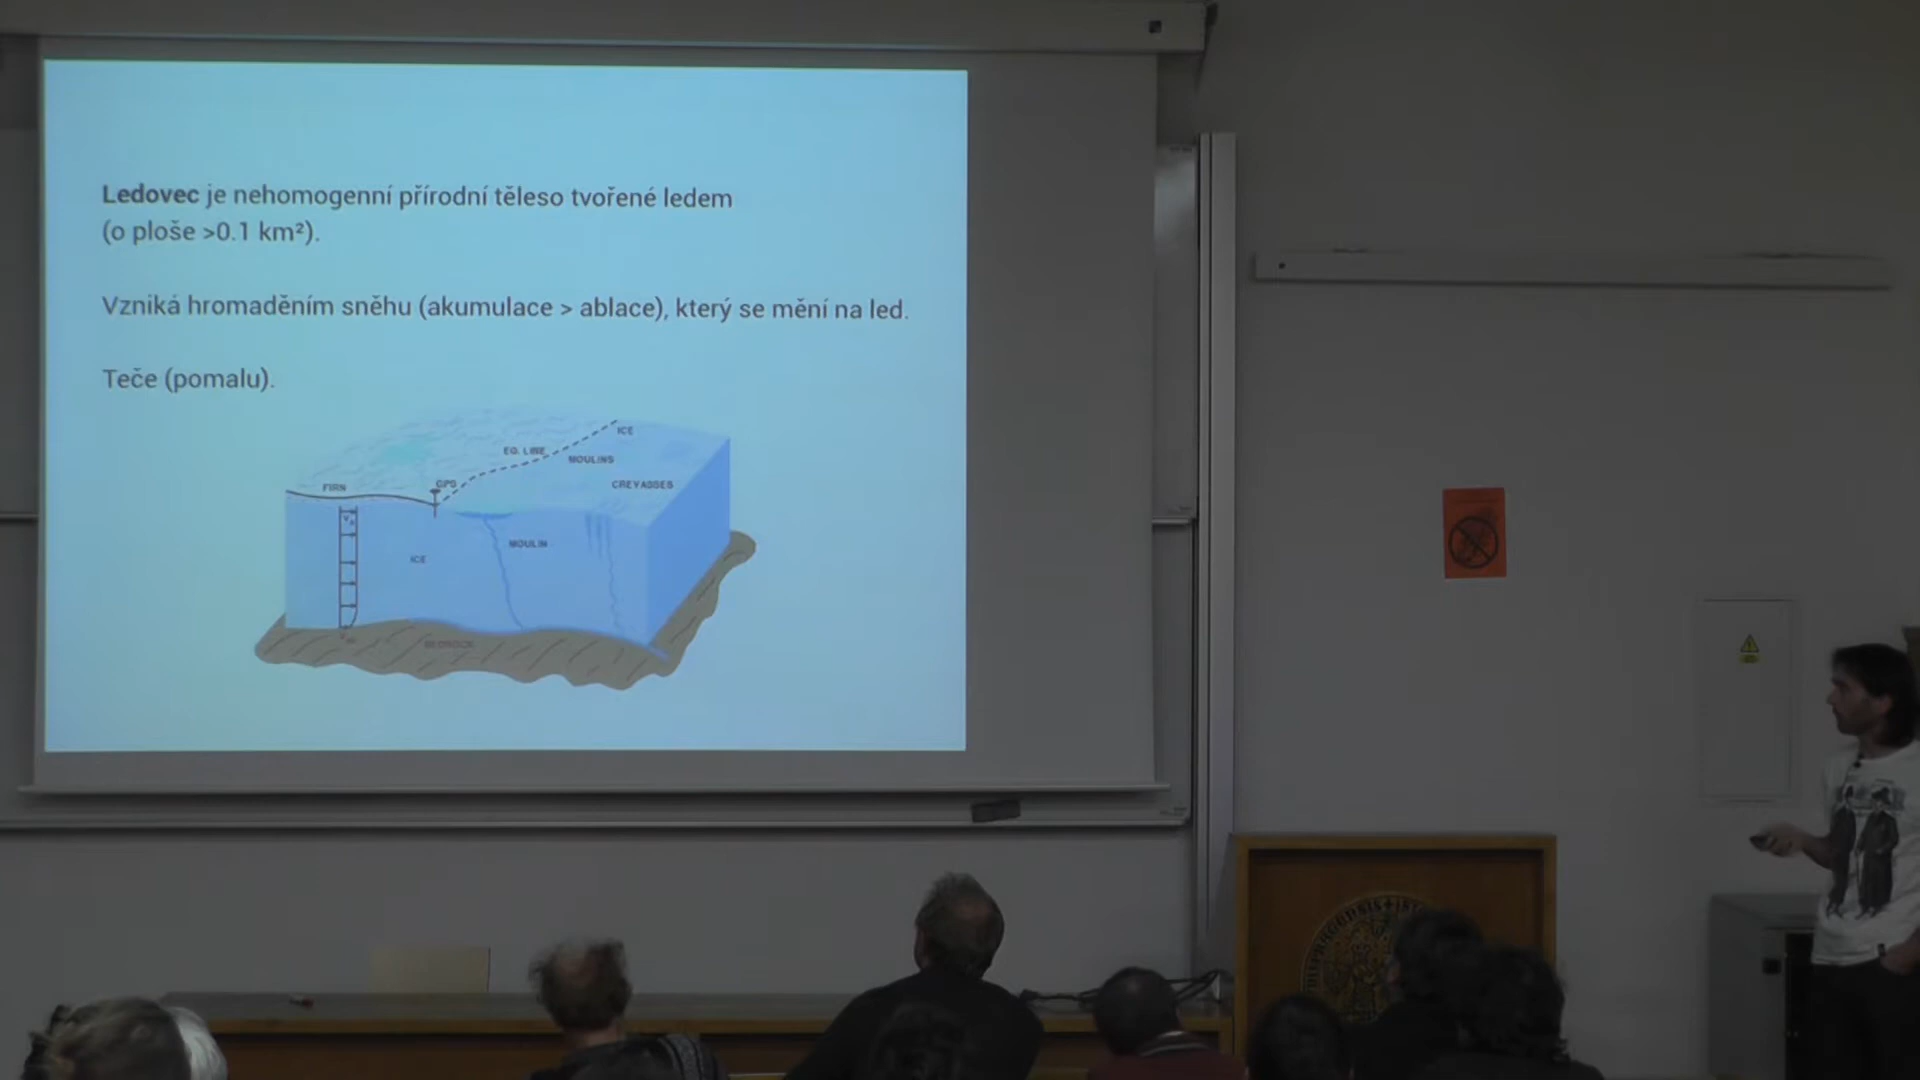 Ledovec je nehomogenní přírodní těleso tvořené ledem
(o ploše >0.1 km²).
Vzniká hromaděním sněhu (akumulace > ablace), který se mění na led.
Teče (pomalu).
ICE
EQ. LINE
MOULINS
FIRN
GPS
CREVASSES
MOULIN
ICE
BEDROCK